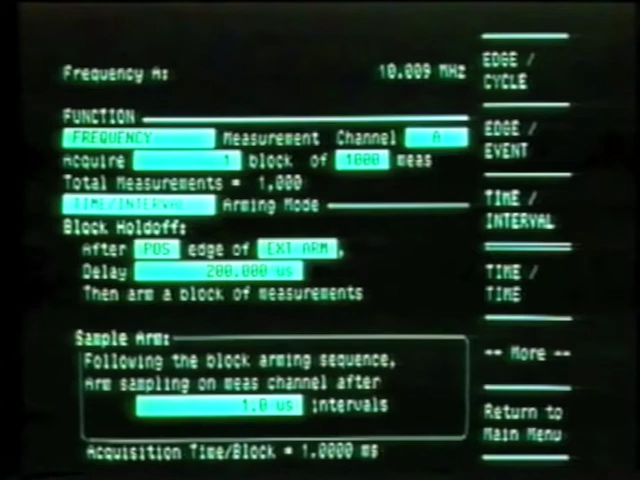 Frequency A:
10.009 MHz
FUNCTION
FREQUENCY Measurement Channel A
Acquire 1 block of 1000 meas
Total Measurements = 1,000
TIME/INTERVAL Arming Mode
Block Holdoff:
After POS edge of EXT ARM,
Delay 200.000 us
Then arm a block of measurements
Sample Arm:
Following the block arming sequence,
Arm sampling on meas channel after
1.0 us intervals
Acquisition Time/Block = 1.0000 ms
EDGE /
CYCLE
EDGE /
EVENT
TIME /
INTERVAL
TIME /
TIME
-- More --
Return to
Main Menu